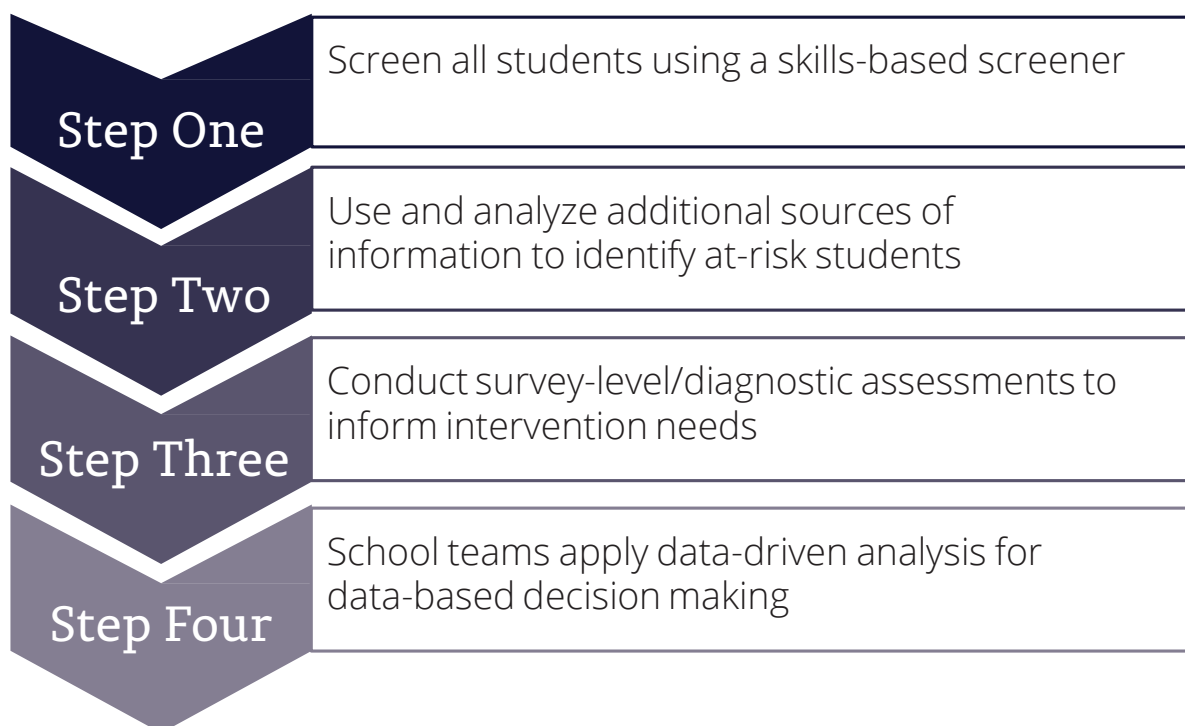 Step One
Screen all students using a skills-based screener
Step Two
Use and analyze additional sources of
information to identify at-risk students
Step Three
Conduct survey-level/diagnostic assessments to
inform intervention needs
Step Four
School teams apply data-driven analysis for
data-based decision making